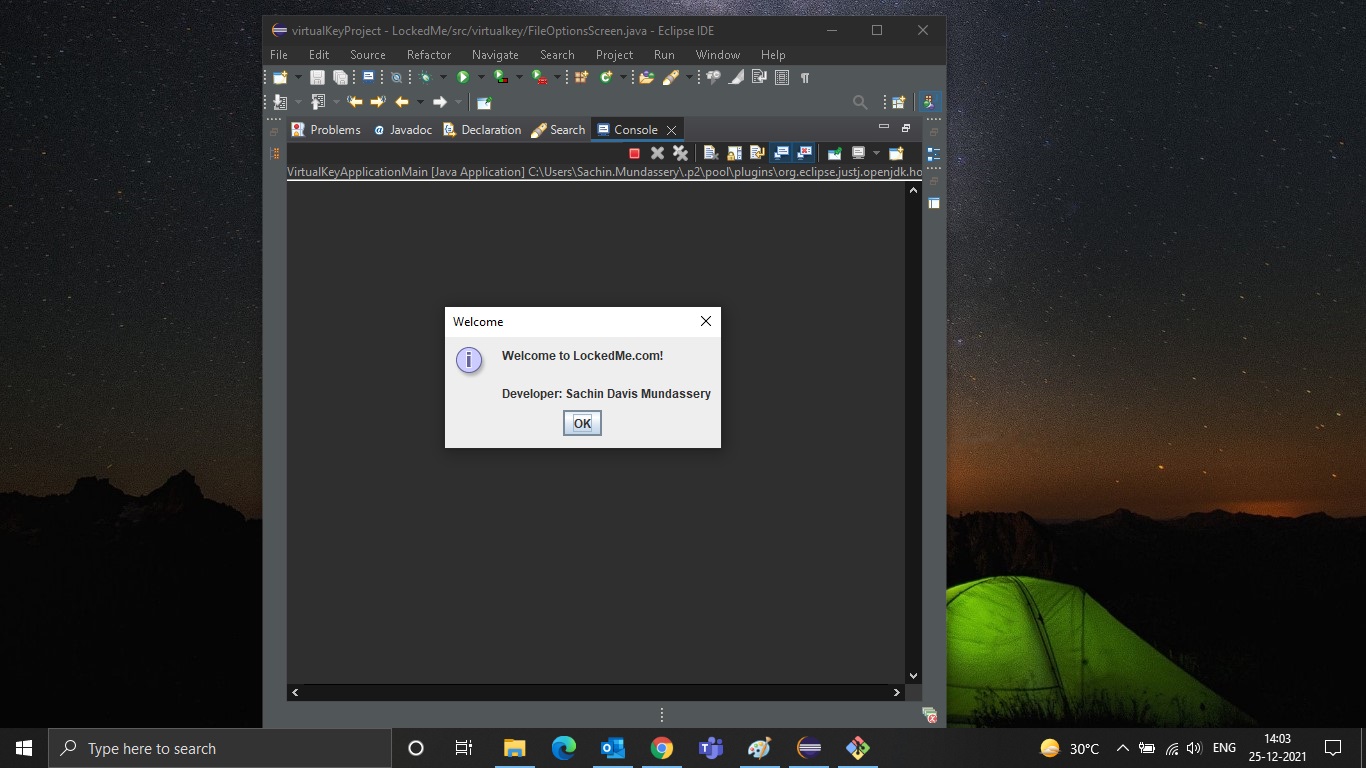 virtualKeyProject - LockedMe/src/virtualkey/FileOptionsScreen.java - Eclipse IDE
File Edit Source Refactor Navigate Search Project Run Window Help
Problems @ Javadoc Declaration Search Console
VirtualKeyApplicationMain [Java Application] C:\Users\Sachin.Mundassery\.p2\pool\plugins\org.eclipse.justj.openjdk.ho
Welcome
Welcome to LockedMe.com!
Developer: Sachin Davis Mundassery
OK
Type here to search
30°C
ENG
14:03
25-12-2021